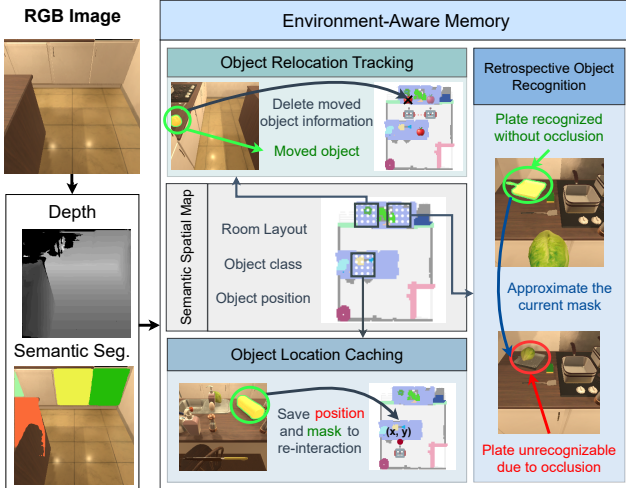 RGB Image
Depth
Semantic Seg.
Environment-Aware Memory
Object Relocation Tracking
Delete moved
object information
Moved object
Semantic Spatial Map
Room Layout
Object class
Object position
Object Location Caching
Save position
and mask to
re-interaction
(x, y)
Retrospective Object
Recognition
Plate recognized
without occlusion
Approximate the
current mask
Plate unrecognizable
due to occlusion